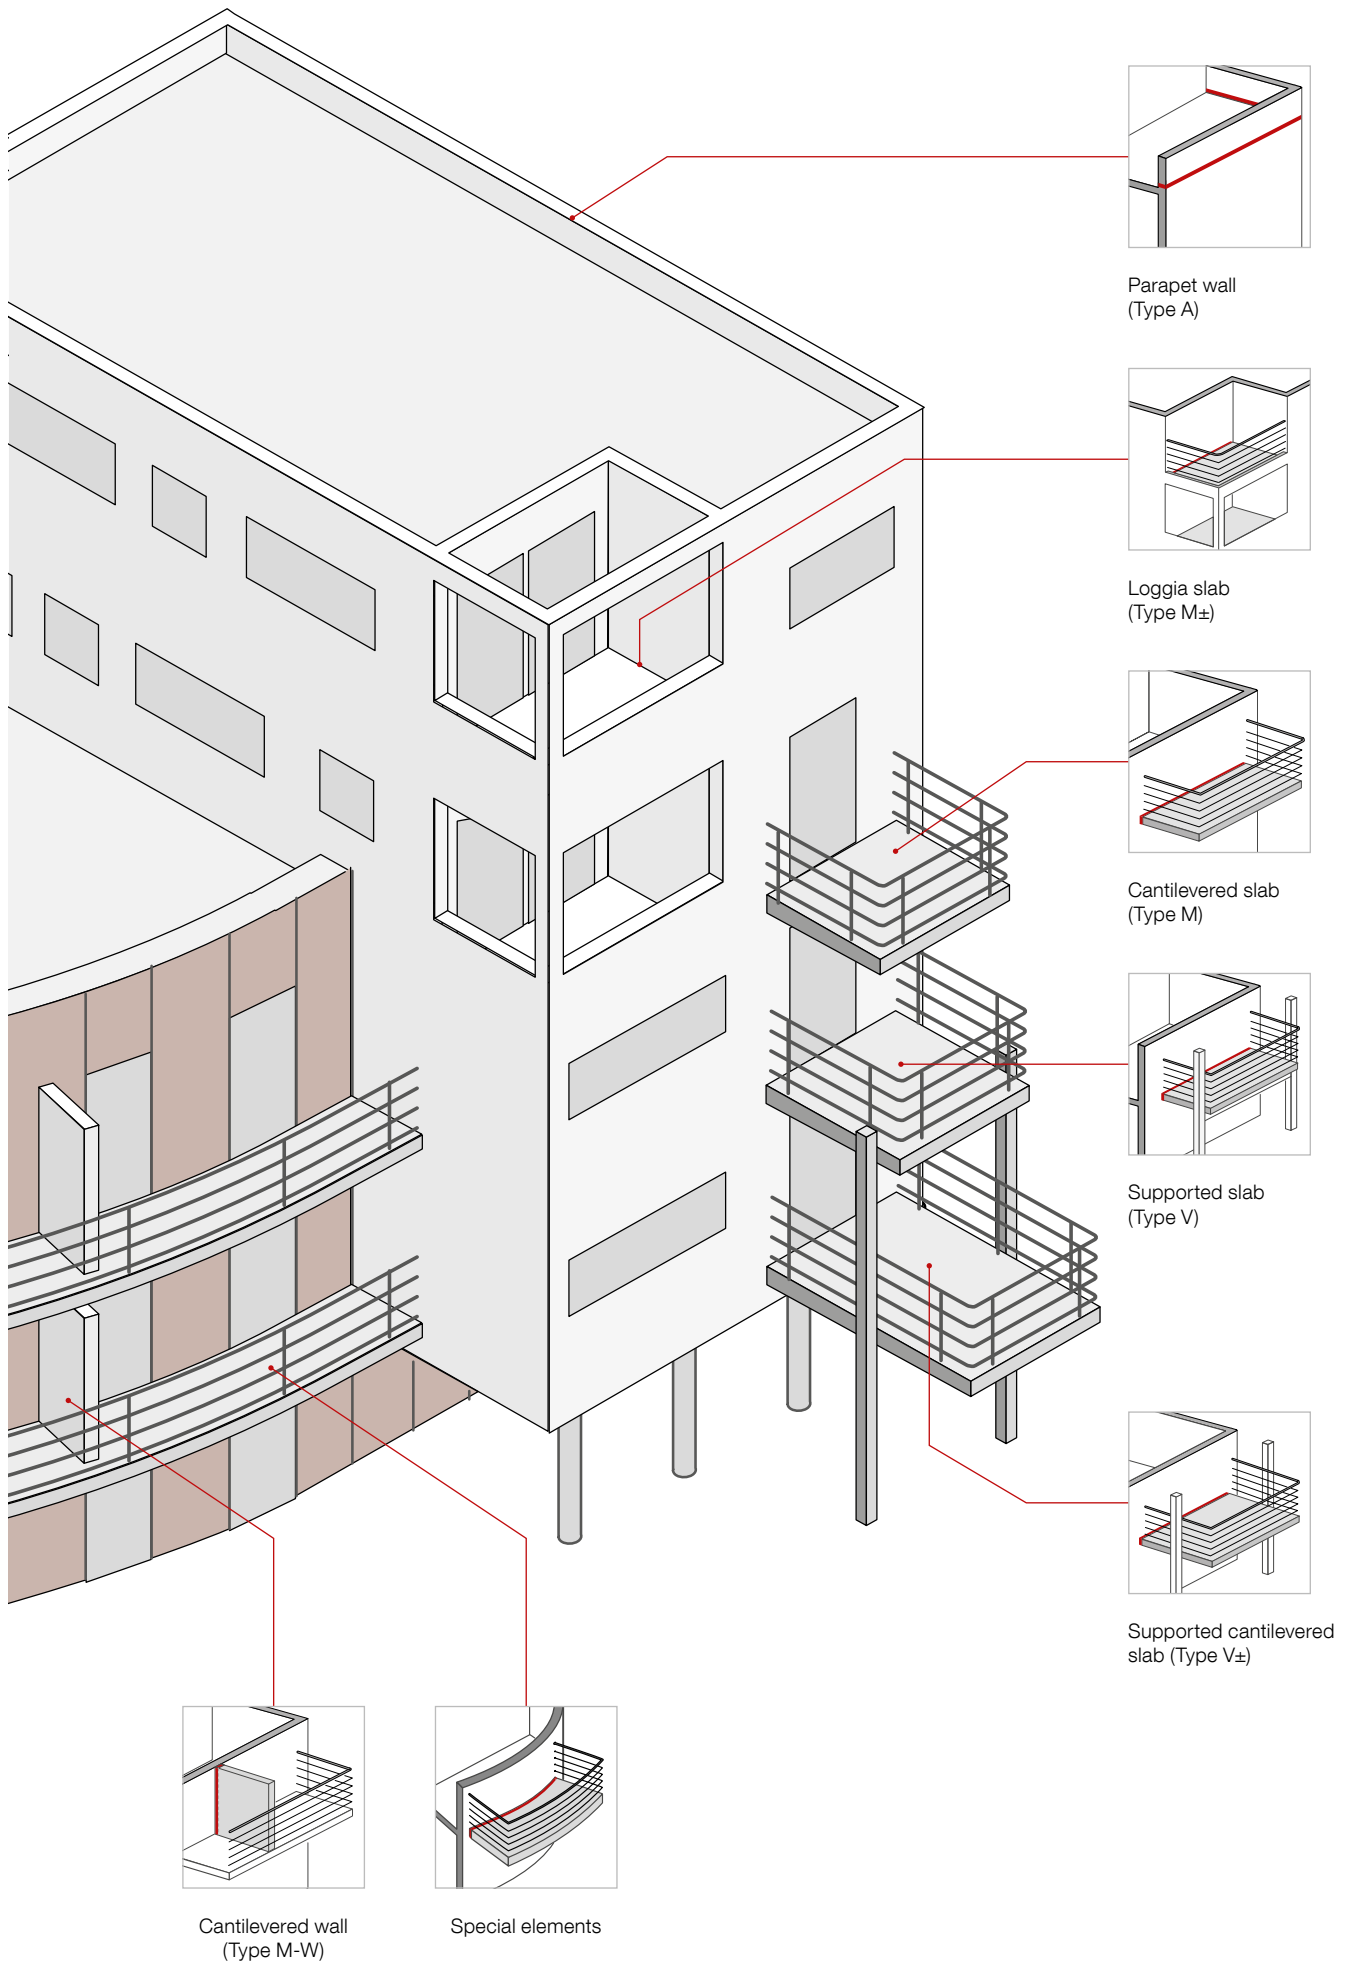 Parapet wall
(Type A)
Loggia slab
(Type M±)
Cantilevered slab
(Type M)
Supported slab
(Type V)
Supported cantilevered
slab (Type V±)
Cantilevered wall
(Type M-W)
Special elements